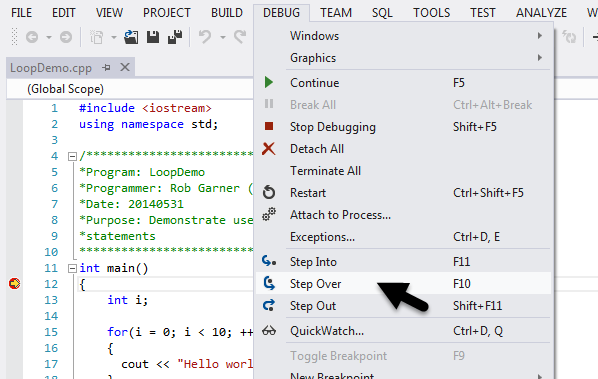 FILE EDIT VIEW PROJECT BUILD DEBUG TEAM SQL TOOLS TEST ANALYZE
LoopDemo.cpp
(Global Scope)
1 #include <iostream>
2 using namespace std;
3
4 /**************************
5 *Program: LoopDemo
6 *Programmer: Rob Garner (
7 *Date: 20140531
8 *Purpose: Demonstrate use
9 *statements
10 **************************
11 int main()
12 {
13 int i;
14
15 for(i = 0; i < 10; ++
16 {
17 cout << "Hello worl
18 }
Windows
Graphics
Continue F5
Break All Ctrl+Alt+Break
Stop Debugging Shift+F5
Detach All
Terminate All
Restart Ctrl+Shift+F5
Attach to Process...
Exceptions... Ctrl+D, E
Step Into F11
Step Over F10
Step Out Shift+F11
QuickWatch... Ctrl+D, Q
Toggle Breakpoint F9
New Breakpoint